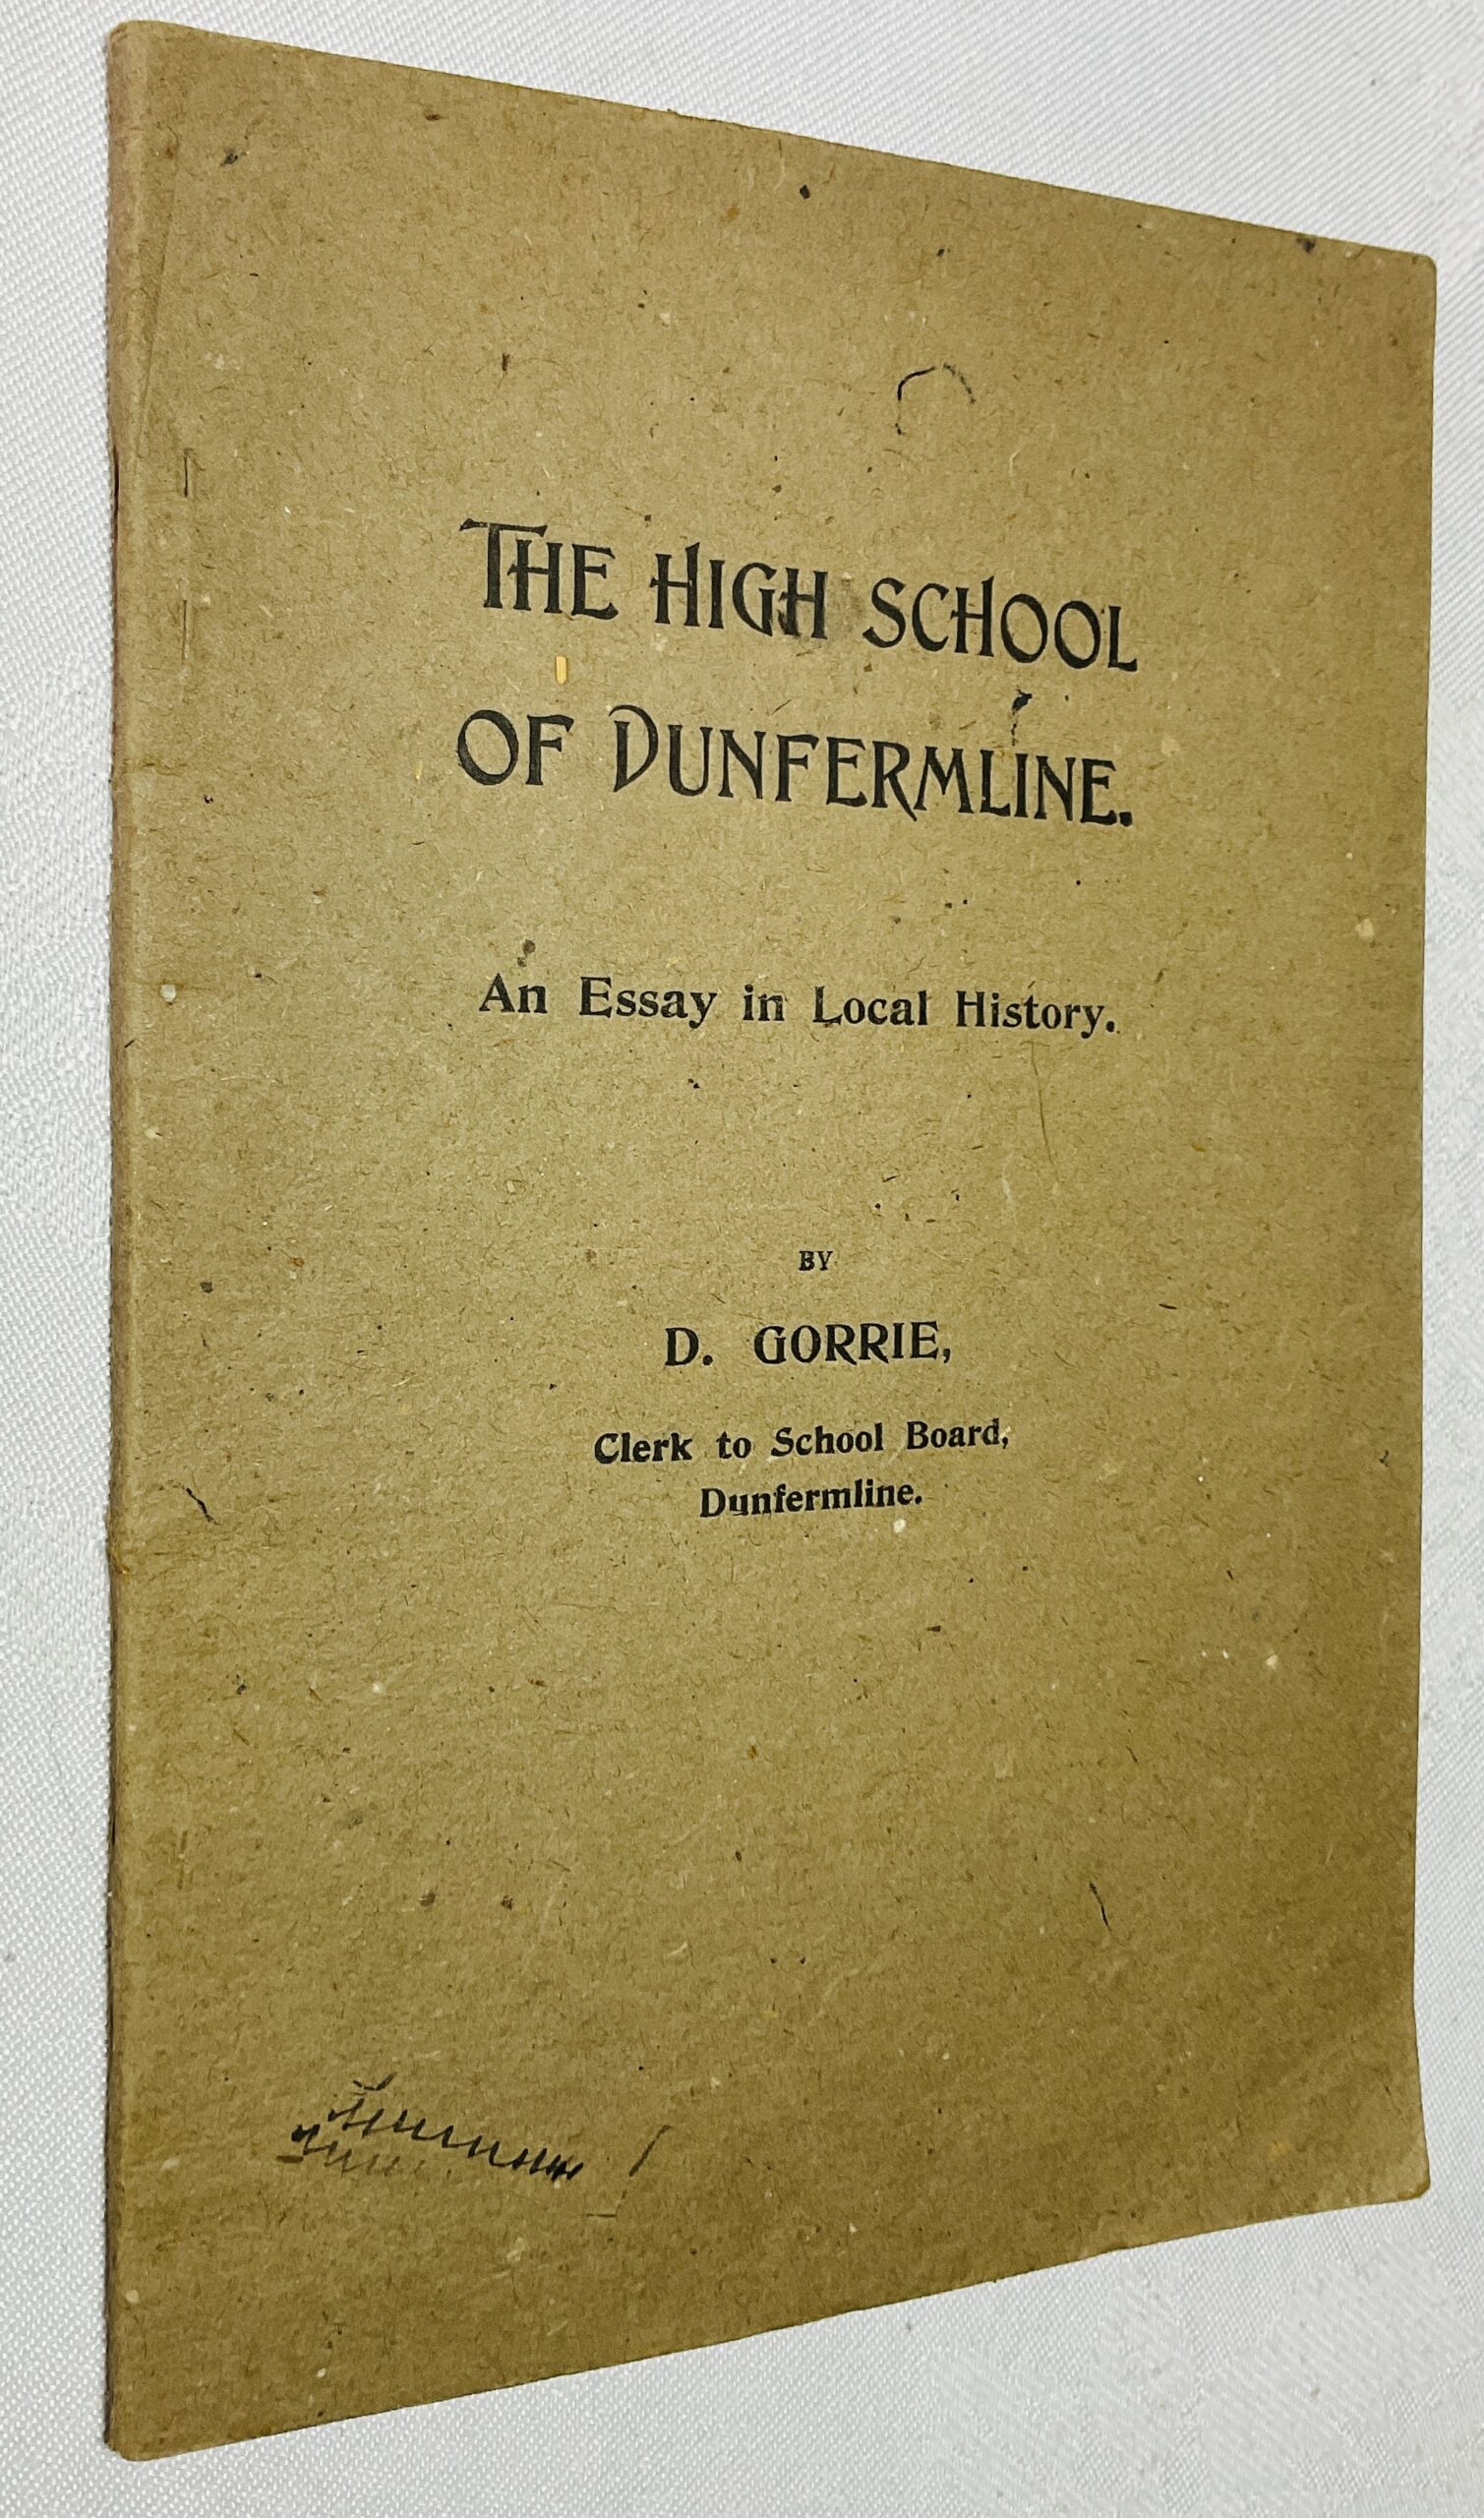 THE HIGH SCHOOL
OF DUNFERMLINE.
An Essay in Local History.
BY
D. GORRIE,
Clerk to School Board,
Dunfermline.